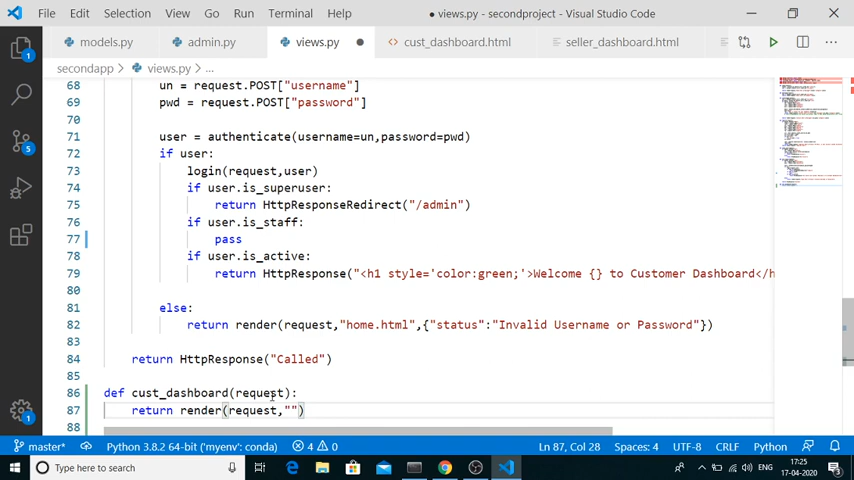 File Edit Selection View Go Run Terminal Help ● views.py - secondproject - Visual Studio Code
models.py admin.py views.py ● <> cust_dashboard.html seller_dashboard.html
secondapp > views.py > ...
68 un = request.POST["username"]
69 pwd = request.POST["password"]
70
71 user = authenticate(username=un,password=pwd)
72 if user:
73 login(request,user)
74 if user.is_superuser:
75 return HttpResponseRedirect("/admin")
76 if user.is_staff:
77 pass
78 if user.is_active:
79 return HttpResponse("<h1 style='color:green;'>Welcome {} to Customer Dashboard</h
80
81 else:
82 return render(request,"home.html",{"status":"Invalid Username or Password"})
83
84 return HttpResponse("Called")
85
86 def cust_dashboard(request):
87 return render(request,"")
88
1
5
master* Python 3.8.2 64-bit ('myenv': conda) 4 0 Ln 87, Col 28 Spaces: 4 UTF-8 CRLF Python
Type here to search ENG 17:25
17-04-2020 3